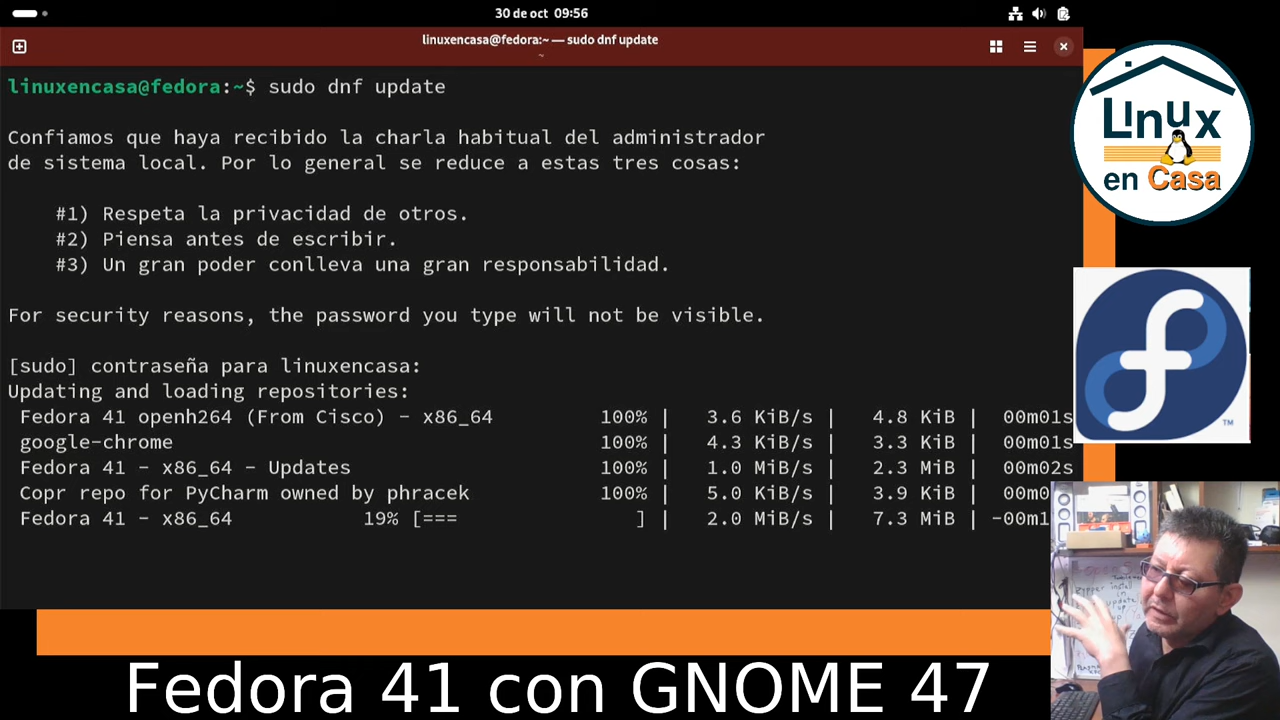 30 de oct 09:56
linuxencasa@fedora:~ — sudo dnf update
~
linuxencasa@fedora:~$ sudo dnf update
Confiamos que haya recibido la charla habitual del administrador
de sistema local. Por lo general se reduce a estas tres cosas:
#1) Respeta la privacidad de otros.
#2) Piensa antes de escribir.
#3) Un gran poder conlleva una gran responsabilidad.
For security reasons, the password you type will not be visible.
[sudo] contraseña para linuxencasa:
Updating and loading repositories:
Fedora 41 openh264 (From Cisco) - x86_64 100% | 3.6 KiB/s | 4.8 KiB | 00m01s
google-chrome 100% | 4.3 KiB/s | 3.3 KiB | 00m01s
Fedora 41 - x86_64 - Updates 100% | 1.0 MiB/s | 2.3 MiB | 00m02s
Copr repo for PyCharm owned by phracek 100% | 5.0 KiB/s | 3.9 KiB | 00m0
Fedora 41 - x86_64 19% [=== ] | 2.0 MiB/s | 7.3 MiB | -00m1
Linux
en Casa
TM
zypper install
update
up
Fedora 41 con GNOME 47